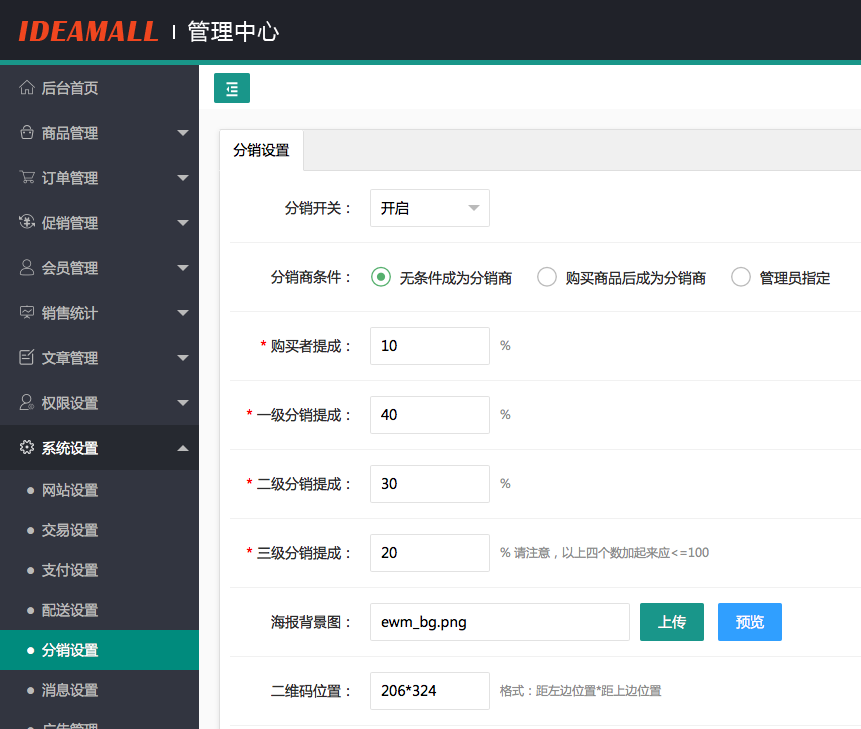 IDEAMALL | 管理中心
后台首页
商品管理
订单管理
促销管理
会员管理
销售统计
文章管理
权限设置
系统设置
网站设置
交易设置
支付设置
配送设置
分销设置
消息设置
广告管理
分销设置
分销开关： 开启
分销商条件： 无条件成为分销商 购买商品后成为分销商 管理员指定
* 购买者提成： 10 %
* 一级分销提成： 40 %
* 二级分销提成： 30 %
* 三级分销提成： 20 % 请注意，以上四个数加起来应<=100
海报背景图： ewm_bg.png 上传 预览
二维码位置： 206*324 格式：距左边位置*距上边位置